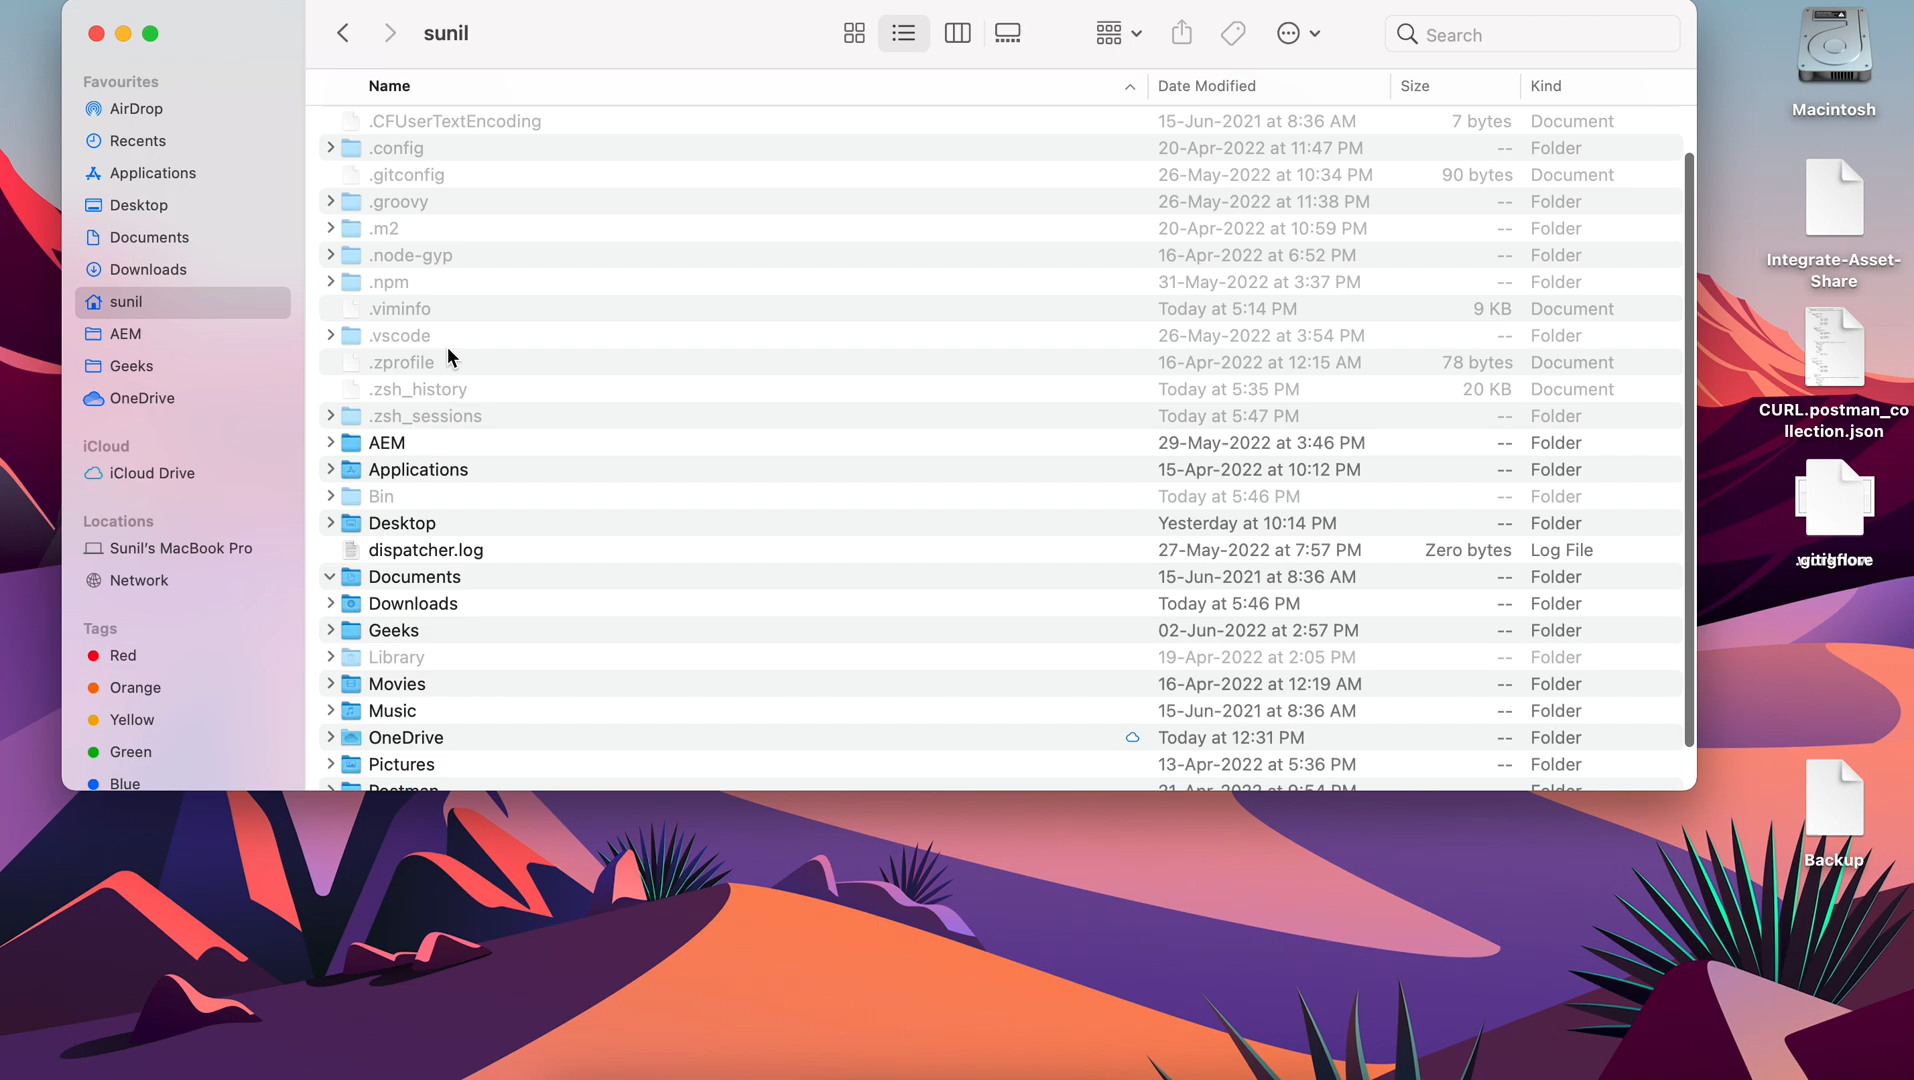 sunil
Search
Favourites
AirDrop
Recents
Applications
Desktop
Documents
Downloads
sunil
AEM
Geeks
OneDrive
iCloud
iCloud Drive
Locations
Sunil's MacBook Pro
Network
Tags
Red
Orange
Yellow
Green
Blue
Name Date Modified Size Kind
.CFUserTextEncoding 15-Jun-2021 at 8:36 AM 7 bytes Document
.config 20-Apr-2022 at 11:47 PM -- Folder
.gitconfig 26-May-2022 at 10:34 PM 90 bytes Document
.groovy 26-May-2022 at 11:38 PM -- Folder
.m2 20-Apr-2022 at 10:59 PM -- Folder
.node-gyp 16-Apr-2022 at 6:52 PM -- Folder
.npm 31-May-2022 at 3:37 PM -- Folder
.viminfo Today at 5:14 PM 9 KB Document
.vscode 26-May-2022 at 3:54 PM -- Folder
.zprofile 16-Apr-2022 at 12:15 AM 78 bytes Document
.zsh_history Today at 5:35 PM 20 KB Document
.zsh_sessions Today at 5:47 PM -- Folder
AEM 29-May-2022 at 3:46 PM -- Folder
Applications 15-Apr-2022 at 10:12 PM -- Folder
Bin Today at 5:46 PM -- Folder
Desktop Yesterday at 10:14 PM -- Folder
dispatcher.log 27-May-2022 at 7:57 PM Zero bytes Log File
Documents 15-Jun-2021 at 8:36 AM -- Folder
Downloads Today at 5:46 PM -- Folder
Geeks 02-Jun-2022 at 2:57 PM -- Folder
Library 19-Apr-2022 at 2:05 PM -- Folder
Movies 16-Apr-2022 at 12:19 AM -- Folder
Music 15-Jun-2021 at 8:36 AM -- Folder
OneDrive Today at 12:31 PM -- Folder
Pictures 13-Apr-2022 at 5:36 PM -- Folder
Postman 21-Apr-2022 at 9:54 PM -- Folder
Macintosh
Integrate-Asset-
Share
CURL.postman_co
llection.json
Backup